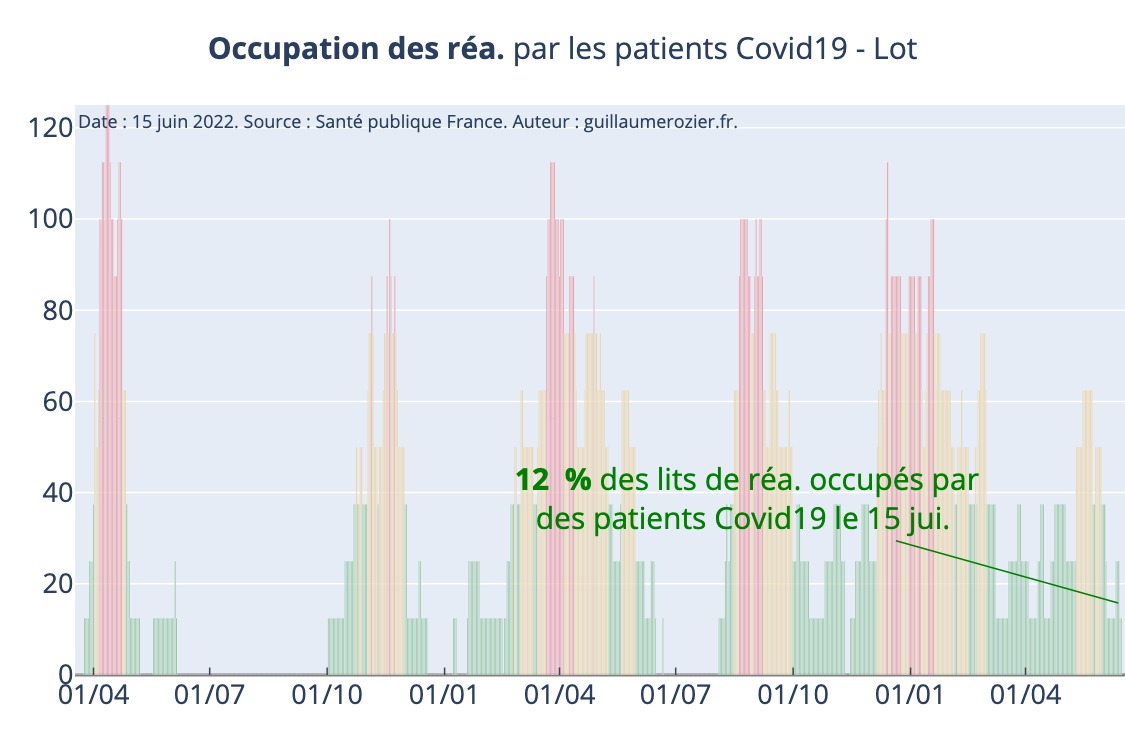 Occupation des réa. par les patients Covid19 - Lot
Date : 15 juin 2022. Source : Santé publique France. Auteur : guillaumerozier.fr.
120
100
80
60
40
20
0
12 % des lits de réa. occupés par
des patients Covid19 le 15 jui.
01/04 01/07 01/10 01/01 01/04 01/07 01/10 01/01 01/04